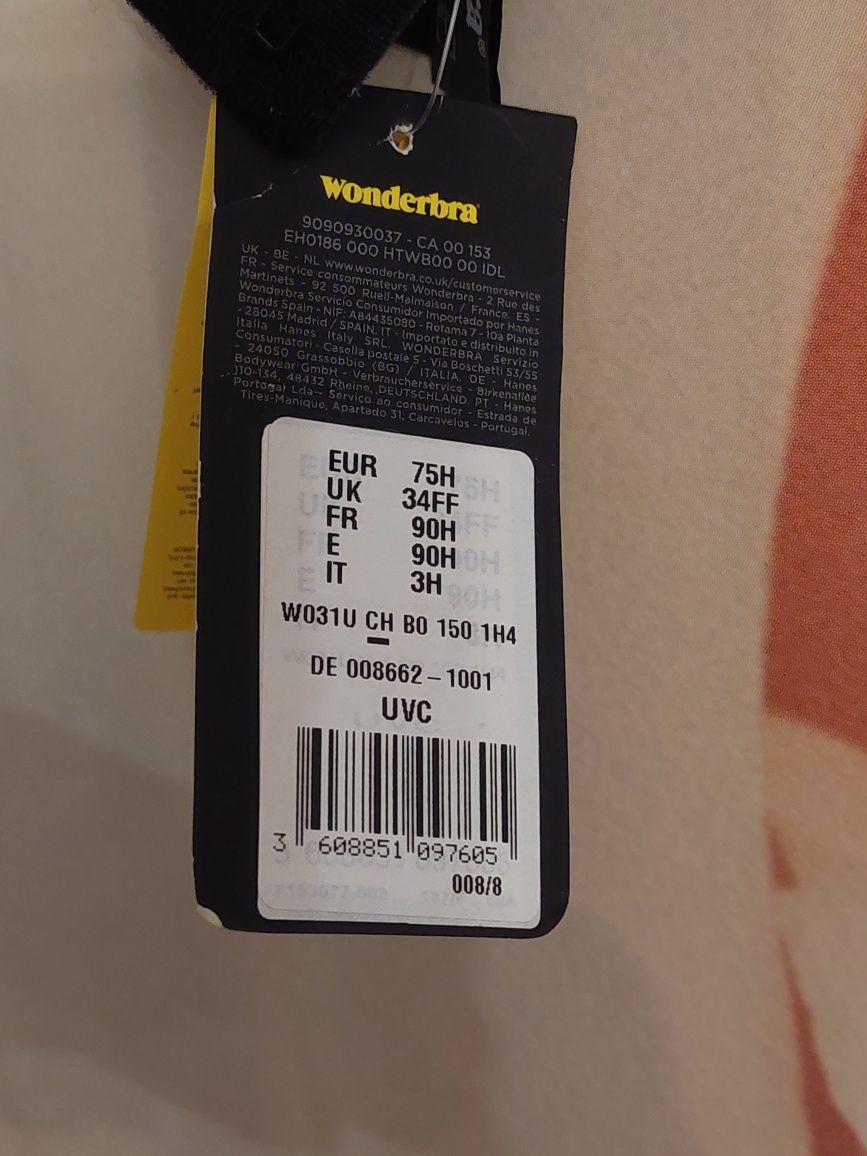 Wonderbra
9090930037 - CA 00 153
EH0186 000 HTWB00 00 IDL
UK - BE - NL www.wonderbra.co.uk/customorservice
FR - Service consommateurs Wonderbra - 2 Rue des
Martinets - 92 500 Rueil-Malmaison / France. ES -
Wonderbra Servicio Consumidor Importado por Hanes
Brands Spain - NIF: A84435080 - Retama 7 - 10a Planta
- 28045 Madrid / SPAIN. IT - Importato e distribuito in
Italia Hanes Italy SRL. WONDERBRA Servizio
Consumatori - Casella postale 5 - Via Boschetti 53/55
- 24050 Grassobbio (BG) / ITALIA. DE - Hanes
Bodywear GmbH - Verbraucherservice - Birkenallee
110-134, 48432 Rheine, DEUTSCHLAND. PT - Hanes
Portugal Lda - Serviço ao consumidor - Estrada de
Tires-Manique, Apartado 31, Carcavelos - Portugal.
EUR 75H
UK 34FF
FR 90H
E 90H
IT 3H
W031U CH B0 150 1H4
DE 008662 - 1001
UVC
3 608851 097605
008/8